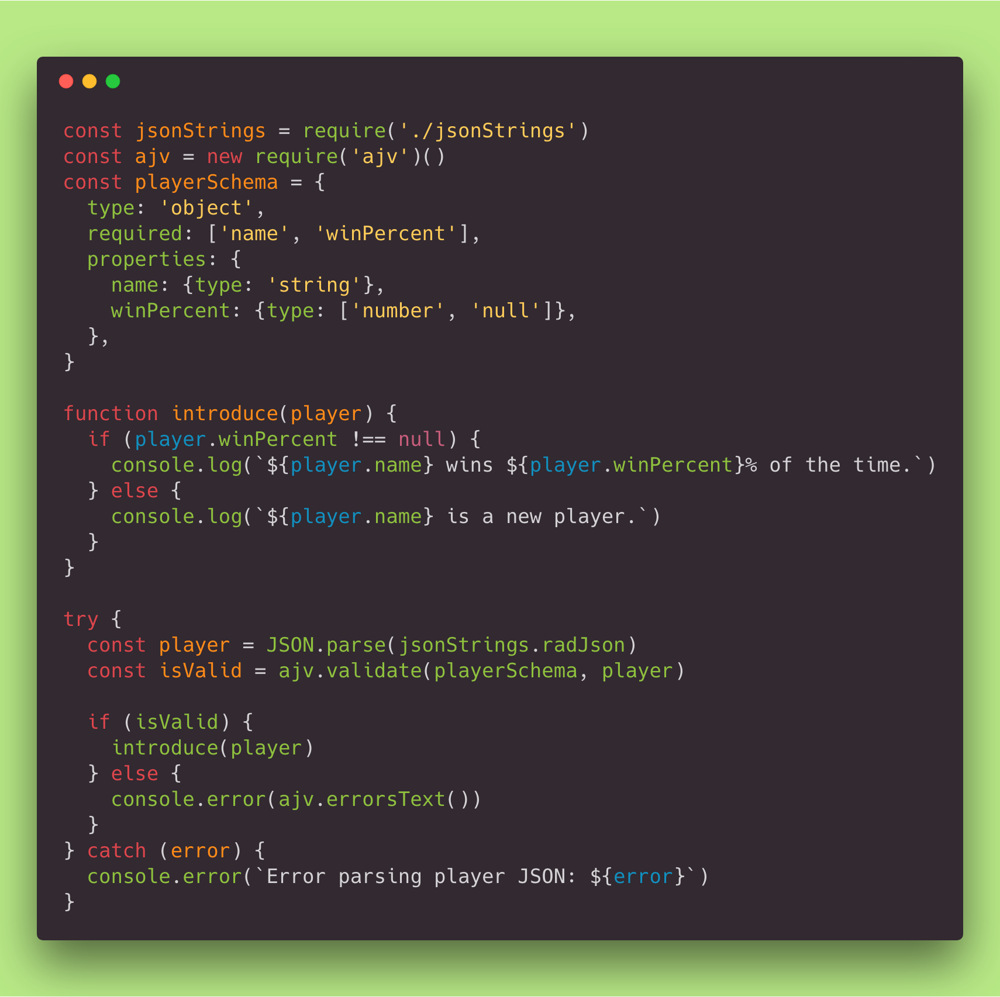 const jsonStrings = require('./jsonStrings')
const ajv = new require('ajv')()
const playerSchema = {
  type: 'object',
  required: ['name', 'winPercent'],
  properties: {
    name: {type: 'string'},
    winPercent: {type: ['number', 'null']},
  },
}

function introduce(player) {
  if (player.winPercent !== null) {
    console.log(`${player.name} wins ${player.winPercent}% of the time.`)
  } else {
    console.log(`${player.name} is a new player.`)
  }
}

try {
  const player = JSON.parse(jsonStrings.radJson)
  const isValid = ajv.validate(playerSchema, player)

  if (isValid) {
    introduce(player)
  } else {
    console.error(ajv.errorsText())
  }
} catch (error) {
  console.error(`Error parsing player JSON: ${error}`)
}